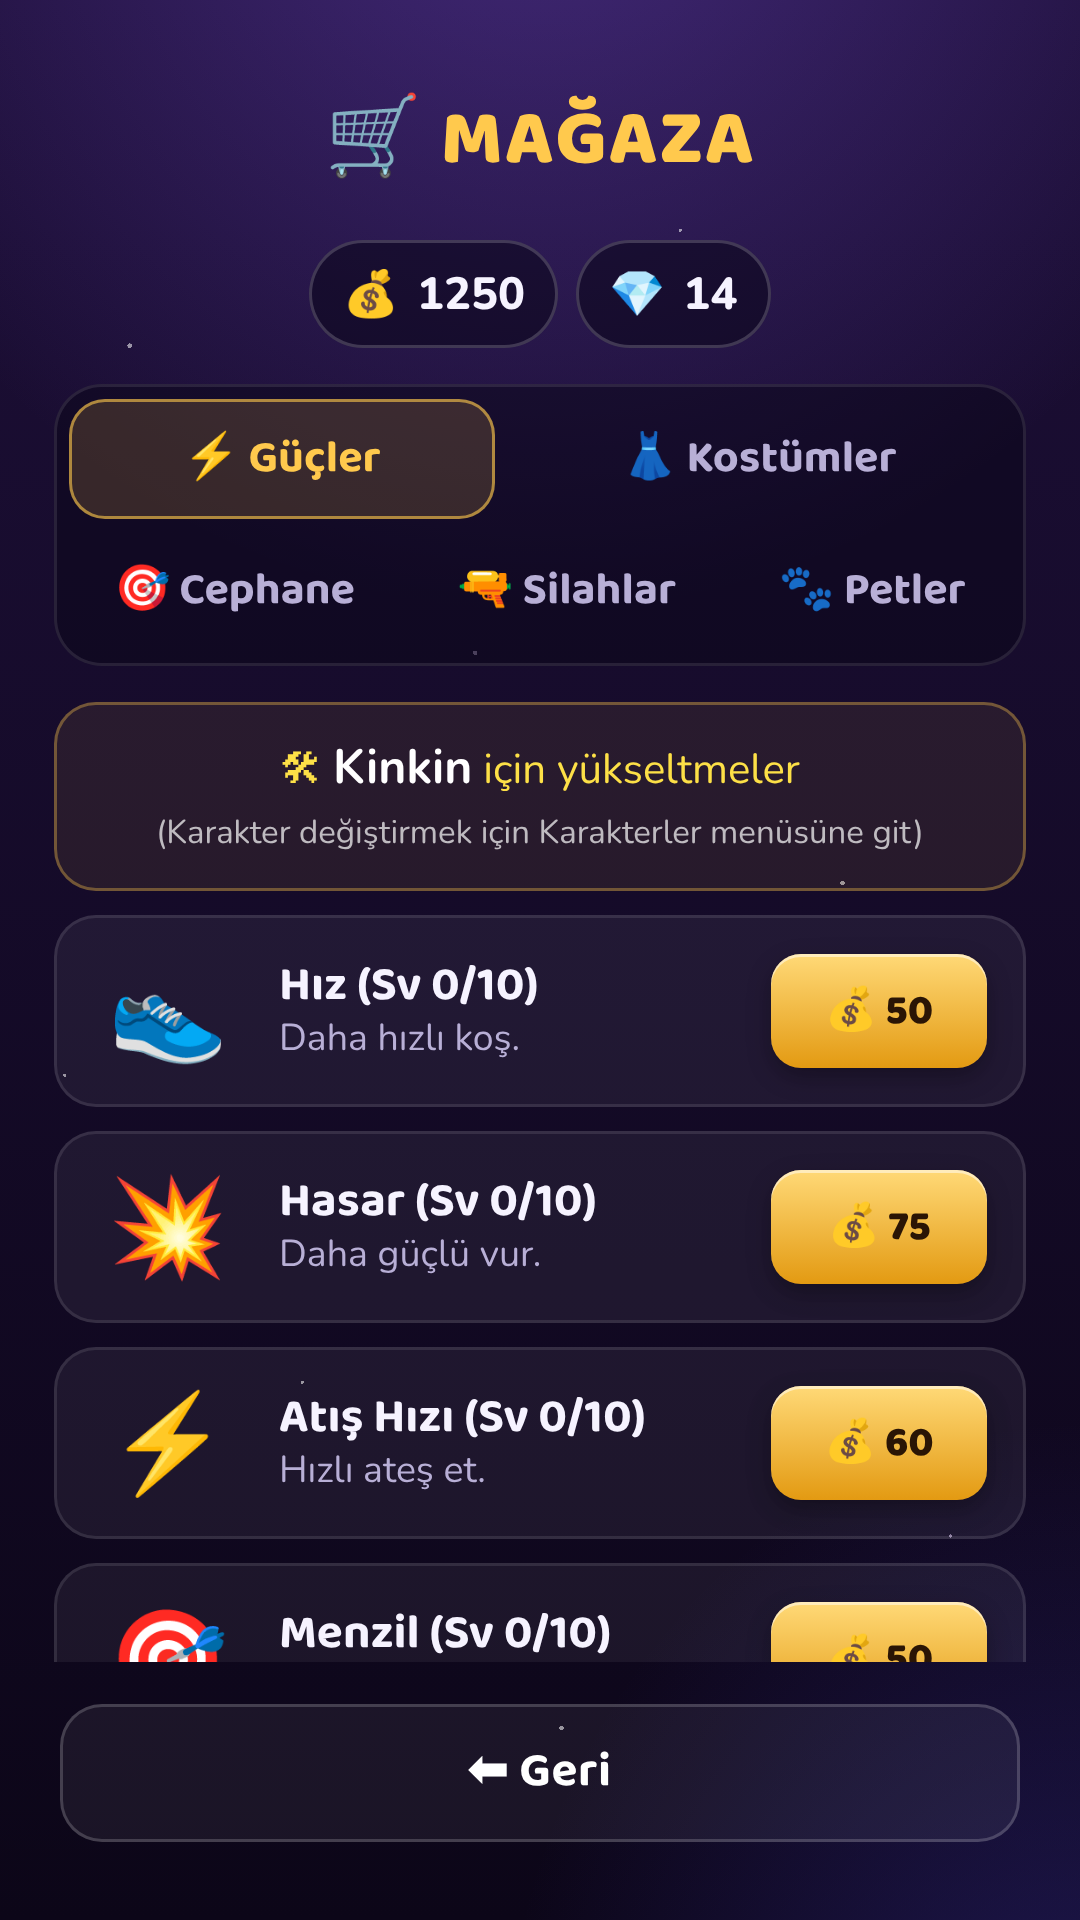 🛒 MAĞAZA
💰 1250 💎 14
⚡ Güçler 👗 Kostümler
🎯 Cephane 🔫 Silahlar 🐾 Petler
🛠 Kinkin için yükseltmeler
(Karakter değiştirmek için Karakterler menüsüne git)
Hız (Sv 0/10)
Daha hızlı koş.
💰 50
Hasar (Sv 0/10)
Daha güçlü vur.
💰 75
Atış Hızı (Sv 0/10)
Hızlı ateş et.
💰 60
Menzil (Sv 0/10)
💰 50
⬅ Geri